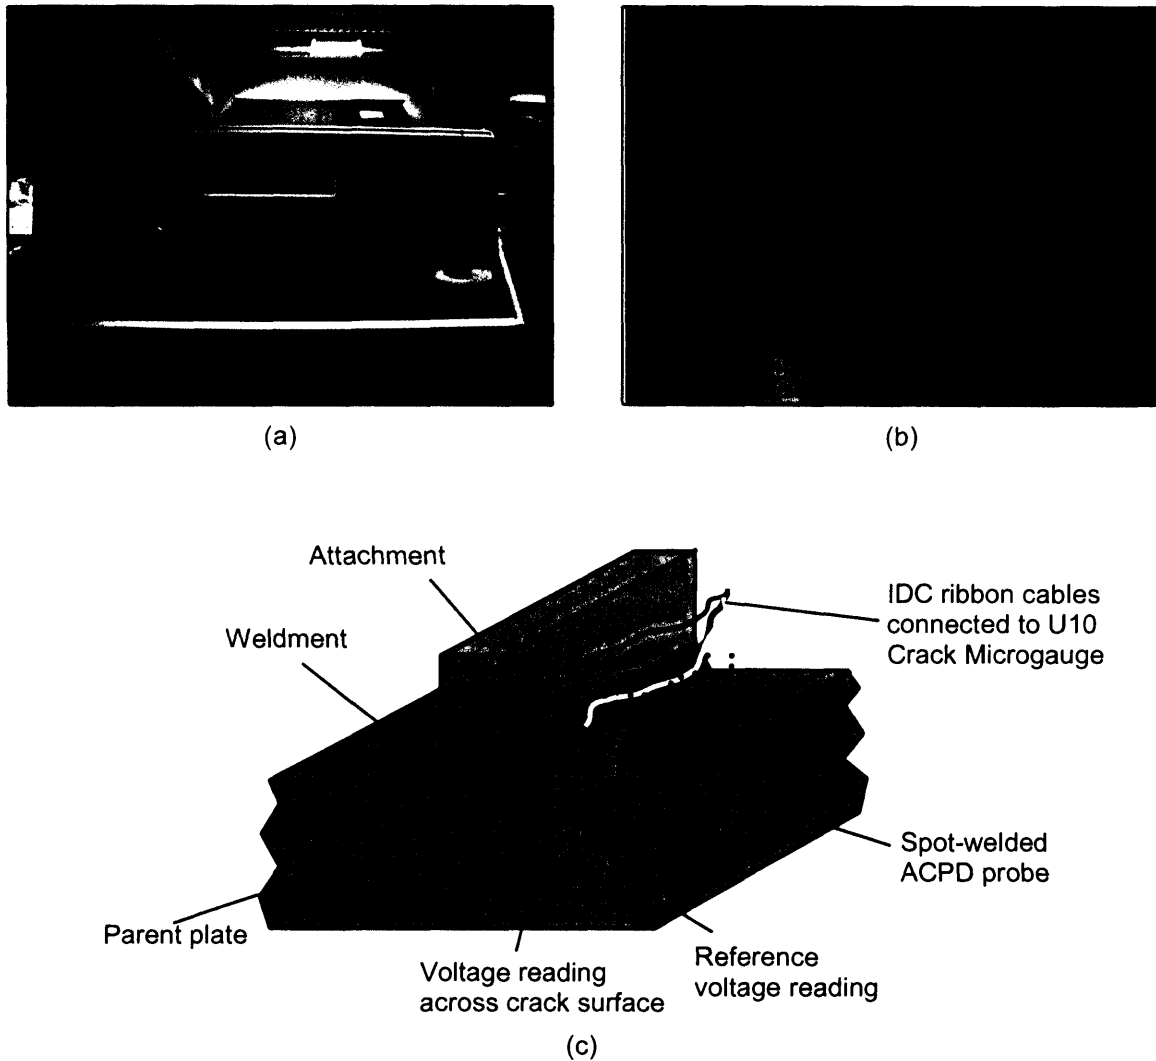 (a)
(b)
Attachment
Weldment
IDC ribbon cables
connected to U10
Crack Microgauge
Spot-welded
ACPD probe
Parent plate
Voltage reading
across crack surface
Reference
voltage reading
(c)